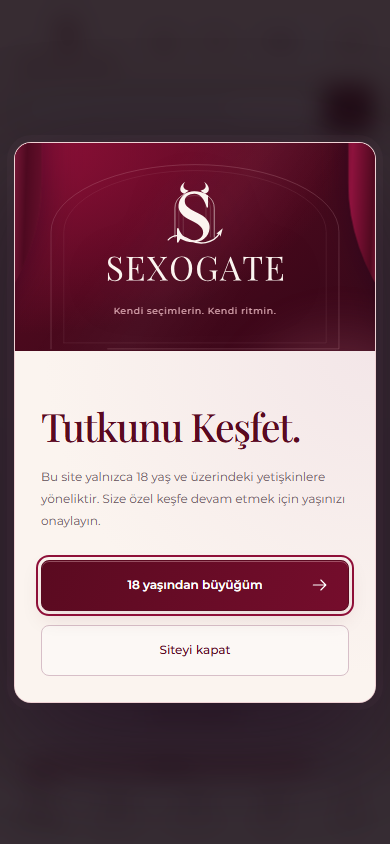 S
SEXOGATE
Kendi seçimlerin. Kendi ritmin.
Tutkunu Keşfet.
Bu site yalnızca 18 yaş ve üzerindeki yetişkinlere
yöneliktir. Size özel keşfe devam etmek için yaşınızı
onaylayın.
18 yaşından büyüğüm
Siteyi kapat